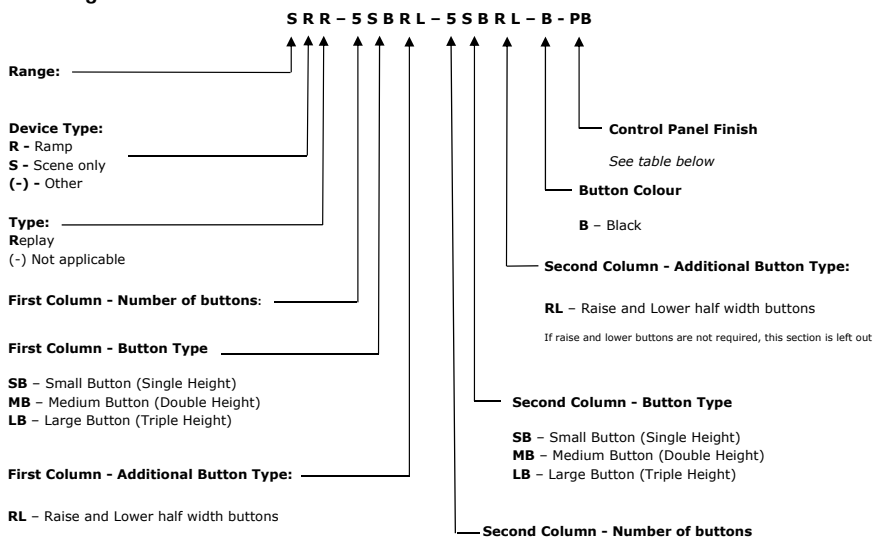 S R R – 5 S B R L – 5 S B R L – B - PB
Range:
Device Type:
R - Ramp
S - Scene only
(-) - Other
Type:
Replay
(-) Not applicable
First Column - Number of buttons:
First Column - Button Type
SB – Small Button (Single Height)
MB – Medium Button (Double Height)
LB – Large Button (Triple Height)
First Column - Additional Button Type:
RL – Raise and Lower half width buttons
Control Panel Finish
See table below
Button Colour
B – Black
Second Column - Additional Button Type:
RL – Raise and Lower half width buttons
If raise and lower buttons are not required, this section is left out
Second Column - Button Type
SB – Small Button (Single Height)
MB – Medium Button (Double Height)
LB – Large Button (Triple Height)
Second Column - Number of buttons